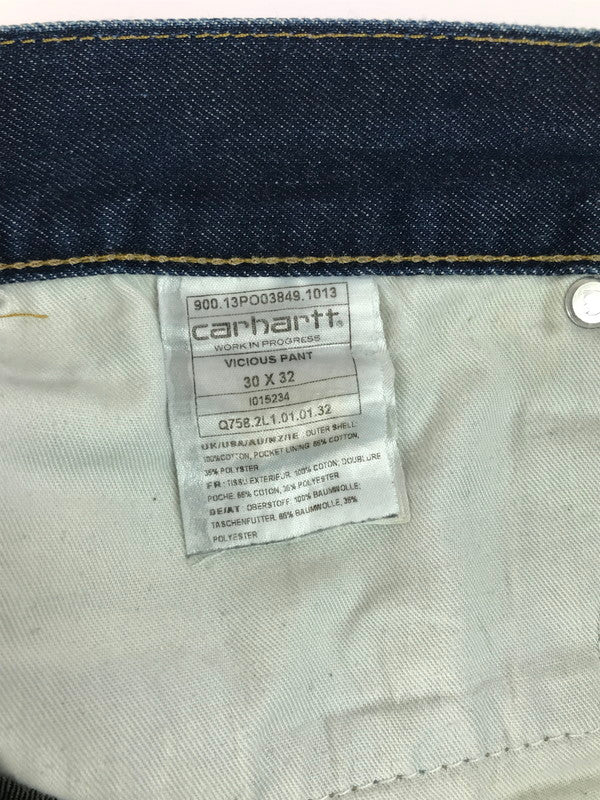 900.13PO03849.1013
carhartt®
WORK IN PROGRESS
VICIOUS PANT
30 X 32
I015234
Q758.2L1.01.01.32
UK/USA/AU/NZ/IE: OUTER SHELL:
100%COTTON, POCKET LINING: 65% COTTON,
35% POLYSTER
FR: TISSU EXTERIEUR: 100% COTON; DOUBLURE
POCHE: 65% COTON, 35% POLYESTER
DE/AT: OBERSTOFF: 100% BAUMWOLLE;
TASCHENFUTTER: 65% BAUMWOLLE, 35%
POLYESTER